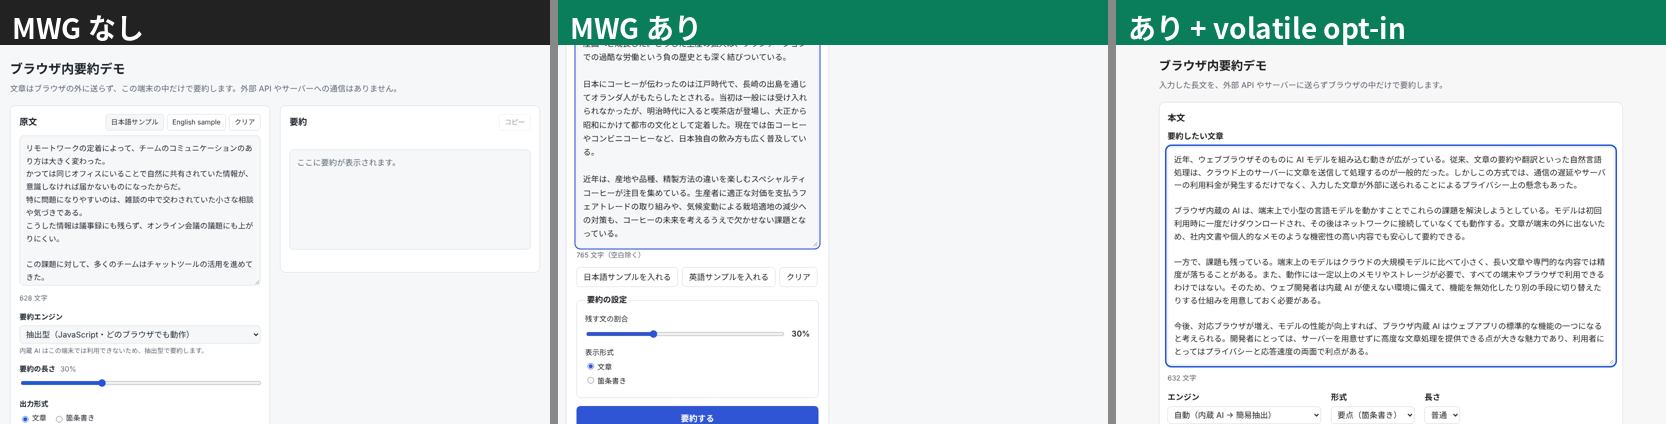 MWG なし
ブラウザ内要約デモ
文章はブラウザの外に送らず、この端末の中だけで要約します。外部 API やサーバーへの通信はありません。
原文
日本語サンプル
English sample
クリア
リモートワークの定着によって、チームのコミュニケーションのあ
り方は大きく変わった。
かつては同じオフィスにいることで自然に共有されていた情報が、
意識しなければ届かないものになったからだ。
特に問題になりやすいのは、雑談の中で交わされていた小さな相談
や気づきである。
こうした情報は議事録にも残らず、オンライン会議の議題にも上が
りにくい。
この課題に対して、多くのチームはチャットツールの活用を進めて
きた。
628 文字
要約エンジン
抽出型（JavaScript・どのブラウザでも動作）
内蔵 AI はこの端末では利用できないため、抽出型で要約します。
要約の長さ 30%
出力形式
文章
箇条書き
要約
コピー
ここに要約が表示されます。
MWG あり
での過酷な労働という負の歴史とも深く結びついている。
日本にコーヒーが伝わったのは江戸時代で、長崎の出島を通じ
てオランダ人がもたらしたとされる。当初は一般には受け入れ
られなかったが、明治時代に入ると喫茶店が登場し、大正から
昭和にかけて都市の文化として定着した。現在では缶コーヒー
やコンビニコーヒーなど、日本独自の飲み方も広く普及してい
る。
近年は、産地や品種、精製方法の違いを楽しむスペシャルティ
コーヒーが注目を集めている。生産者に適正な対価を支払うフ
ェアトレードの取り組みや、気候変動による栽培適地の減少へ
の対策も、コーヒーの未来を考えるうえで欠かせない課題とな
っている。
765 文字（空白除く）
日本語サンプルを入れる
英語サンプルを入れる
クリア
要約の設定
残す文の割合
30%
表示形式
文章
箇条書き
要約する
あり + volatile opt-in
ブラウザ内要約デモ
入力した長文を、外部 API やサーバーに送らずブラウザの中だけで要約します。
本文
要約したい文章
近年、ウェブブラウザそのものに AI モデルを組み込む動きが広がっている。従来、文章の要約や翻訳といった自然言語
処理は、クラウド上のサーバーに文章を送信して処理するのが一般的だった。しかしこの方式では、通信の遅延やサーバ
ーの利用料金が発生するだけでなく、入力した文章が外部に送られることによるプライバシー上の懸念もあった。
ブラウザ内蔵の AI は、端末上で小型の言語モデルを動かすことでこれらの課題を解決しようとしている。モデルは初回
利用時に一度だけダウンロードされ、その後はネットワークに接続していなくても動作する。文章が端末の外に出ないた
め、社内文書や個人的なメモのような機密性の高い内容でも安心して要約できる。
一方で、課題も残っている。端末上のモデルはクラウドの大規模モデルに比べて小さく、長い文章や専門的な内容では精
度が落ちることがある。また、動作には一定以上のメモリやストレージが必要で、すべての端末やブラウザで利用できる
わけではない。そのため、ウェブ開発者は内蔵 AI が使えない環境に備えて、機能を無効化したり別の手段に切り替えた
りする仕組みを用意しておく必要がある。
今後、対応ブラウザが増え、モデルの性能が向上すれば、ブラウザ内蔵 AI はウェブアプリの標準的な機能の一つになる
と考えられる。開発者にとっては、サーバーを用意せずに高度な文章処理を提供できる点が大きな魅力であり、利用者に
とってはプライバシーと応答速度の両面で利点がある。
632 文字
エンジン
自動（内蔵 AI → 簡易抽出）
形式
要点（箇条書き）
長さ
普通